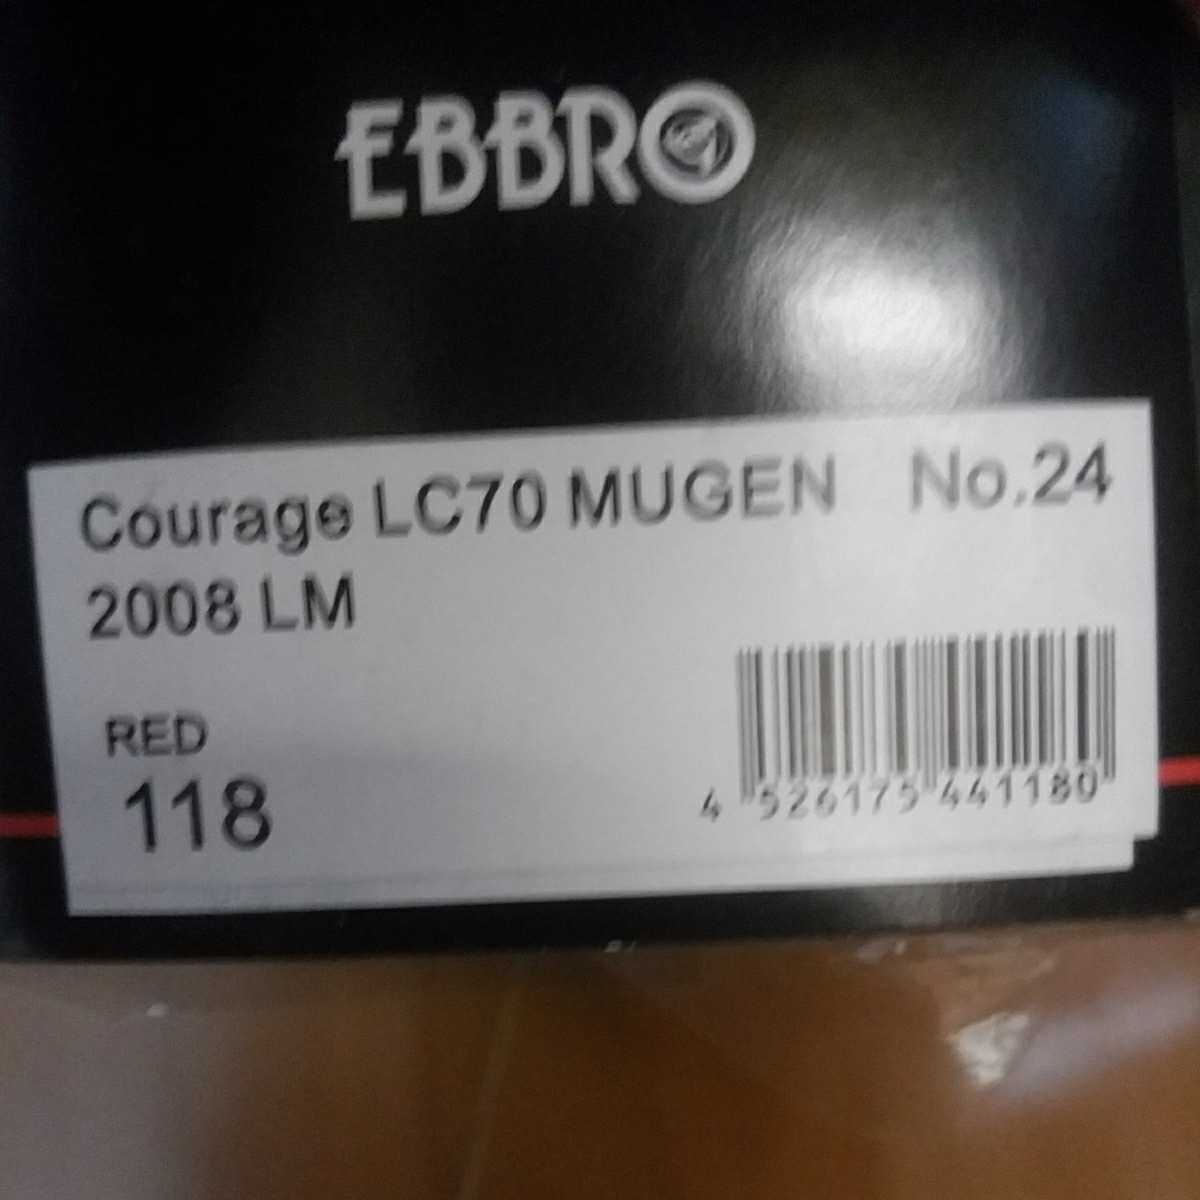 EBBRO
Courage LC70 MUGEN No.24
2008 LM
RED
118
4 526175 441180